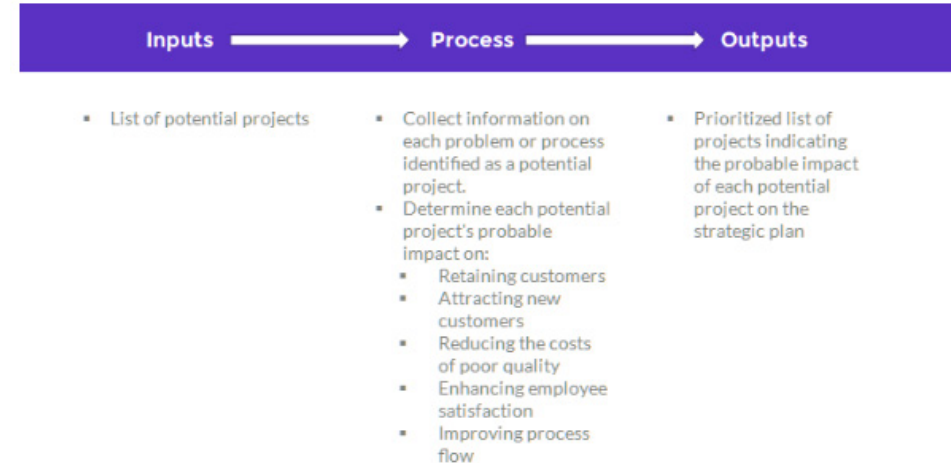 Inputs Process Outputs
▪ List of potential projects
▪ Collect information on
each problem or process
identified as a potential
project.
▪ Determine each potential
project's probable
impact on:
▪ Retaining customers
▪ Attracting new
customers
▪ Reducing the costs
of poor quality
▪ Enhancing employee
satisfaction
▪ Improving process
flow
▪ Prioritized list of
projects indicating
the probable impact
of each potential
project on the
strategic plan